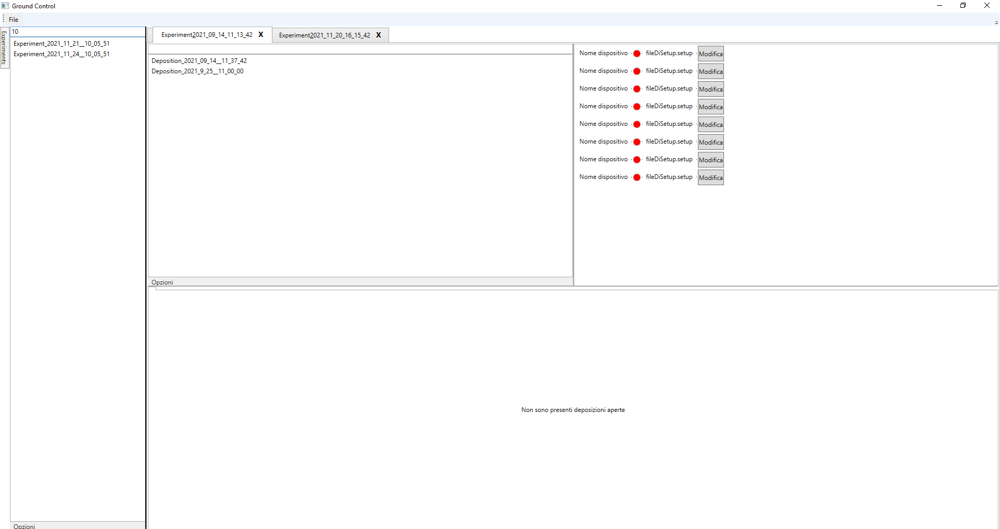 Ground Control
File
Experiments
10
Experiment_2021_11_21__10_05_51
Experiment_2021_11_24__10_05_51
Opzioni
Experiment2021_09_14_11_13_42 X
Experiment2021_11_20_16_15_42 X
Deposition_2021_09_14__11_37_42
Deposition_2021_9_25__11_00_00
Opzioni
Nome dispositivo fileDiSetup.setup Modifica
Nome dispositivo fileDiSetup.setup Modifica
Nome dispositivo fileDiSetup.setup Modifica
Nome dispositivo fileDiSetup.setup Modifica
Nome dispositivo fileDiSetup.setup Modifica
Nome dispositivo fileDiSetup.setup Modifica
Nome dispositivo fileDiSetup.setup Modifica
Nome dispositivo fileDiSetup.setup Modifica
Non sono presenti deposizioni aperte